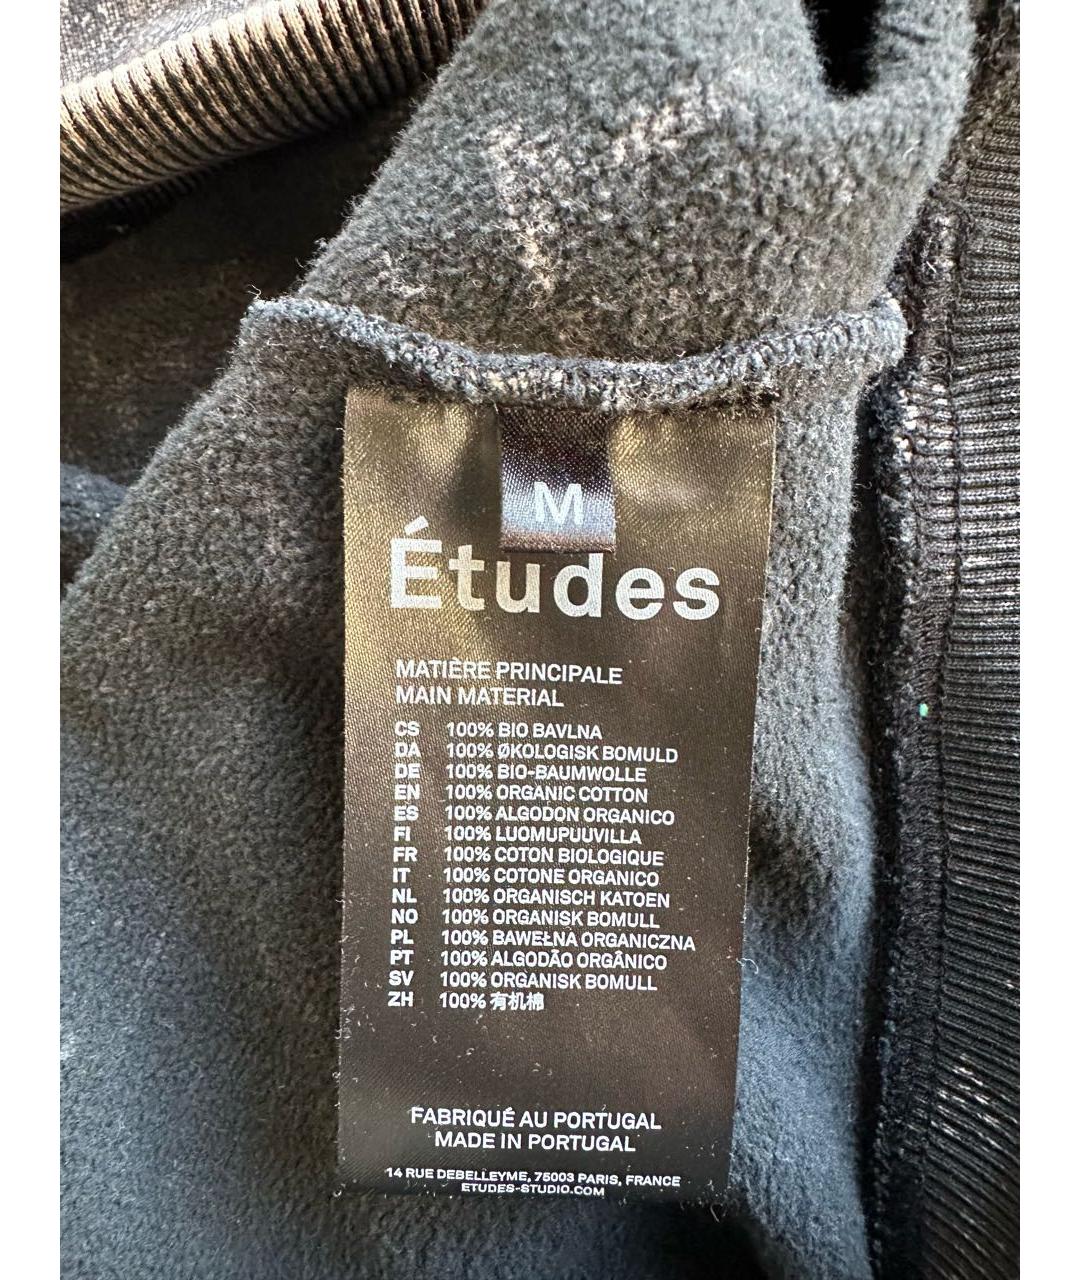 M
Études
MATIÈRE PRINCIPALE
MAIN MATERIAL
CS 100% BIO BAVLNA
DA 100% ØKOLOGISK BOMULD
DE 100% BIO-BAUMWOLLE
EN 100% ORGANIC COTTON
ES 100% ALGODON ORGANICO
FI 100% LUOMUPUUVILLA
FR 100% COTON BIOLOGIQUE
IT 100% COTONE ORGANICO
NL 100% ORGANISCH KATOEN
NO 100% ORGANISK BOMULL
PL 100% BAWEŁNA ORGANICZNA
PT 100% ALGODÃO ORGÂNICO
SV 100% ORGANISK BOMULL
ZH 100% 有机棉
FABRIQUÉ AU PORTUGAL
MADE IN PORTUGAL
14 RUE DEBELLEYME, 75003 PARIS, FRANCE
ETUDES-STUDIO.COM